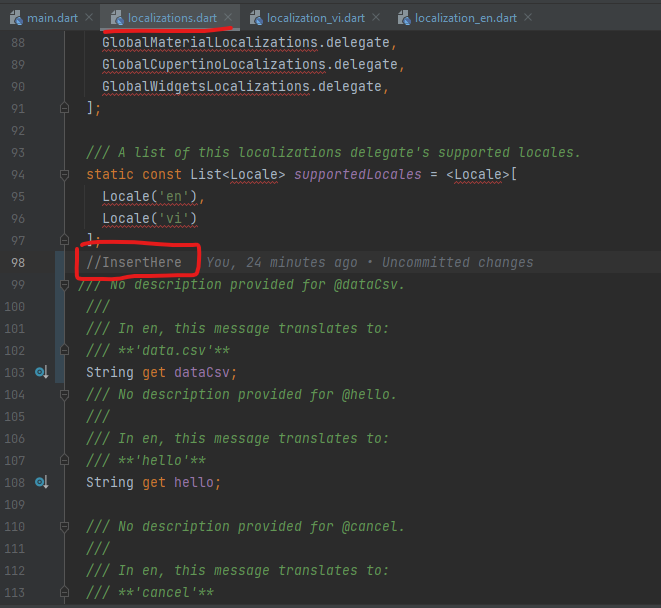 main.dart localizations.dart localization_vi.dart localization_en.dart
88 GlobalMaterialLocalizations.delegate,
89 GlobalCupertinoLocalizations.delegate,
90 GlobalWidgetsLocalizations.delegate,
91 ];
92
93 /// A list of this localizations delegate's supported locales.
94 static const List<Locale> supportedLocales = <Locale>[
95 Locale('en'),
96 Locale('vi')
97 ];
98 //InsertHere You, 24 minutes ago • Uncommitted changes
99 /// No description provided for @dataCsv.
100 ///
101 /// In en, this message translates to:
102 /// **'data.csv'**
103 String get dataCsv;
104 /// No description provided for @hello.
105 ///
106 /// In en, this message translates to:
107 /// **'hello'**
108 String get hello;
109
110 /// No description provided for @cancel.
111 ///
112 /// In en, this message translates to:
113 /// **'cancel'**